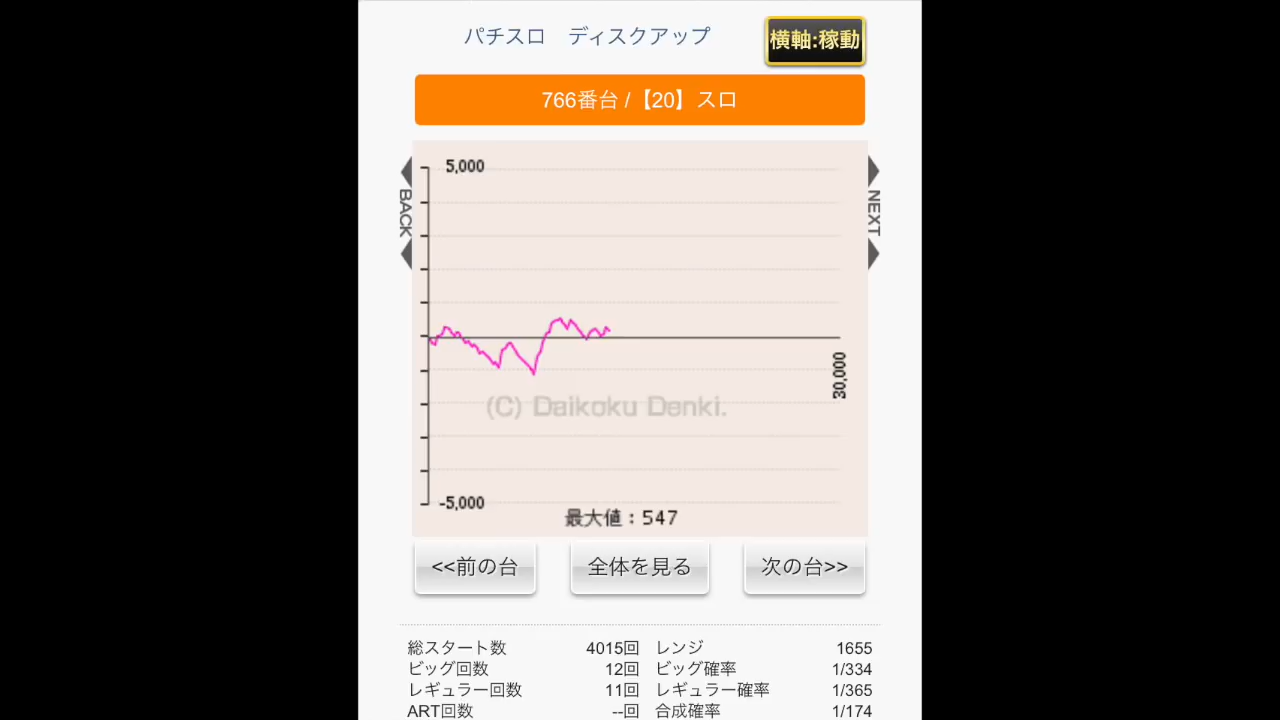 パチスロ　ディスクアップ
横軸:稼動
766番台 /【20】スロ
5,000
BACK
NEXT
30,000
(C) Daikoku Denki.
-5,000
最大値：547
<<前の台
全体を見る
次の台>>
総スタート数 4015回 レンジ 1655
ビッグ回数 12回 ビッグ確率 1/334
レギュラー回数 11回 レギュラー確率 1/365
ART回数 --回 合成確率 1/174